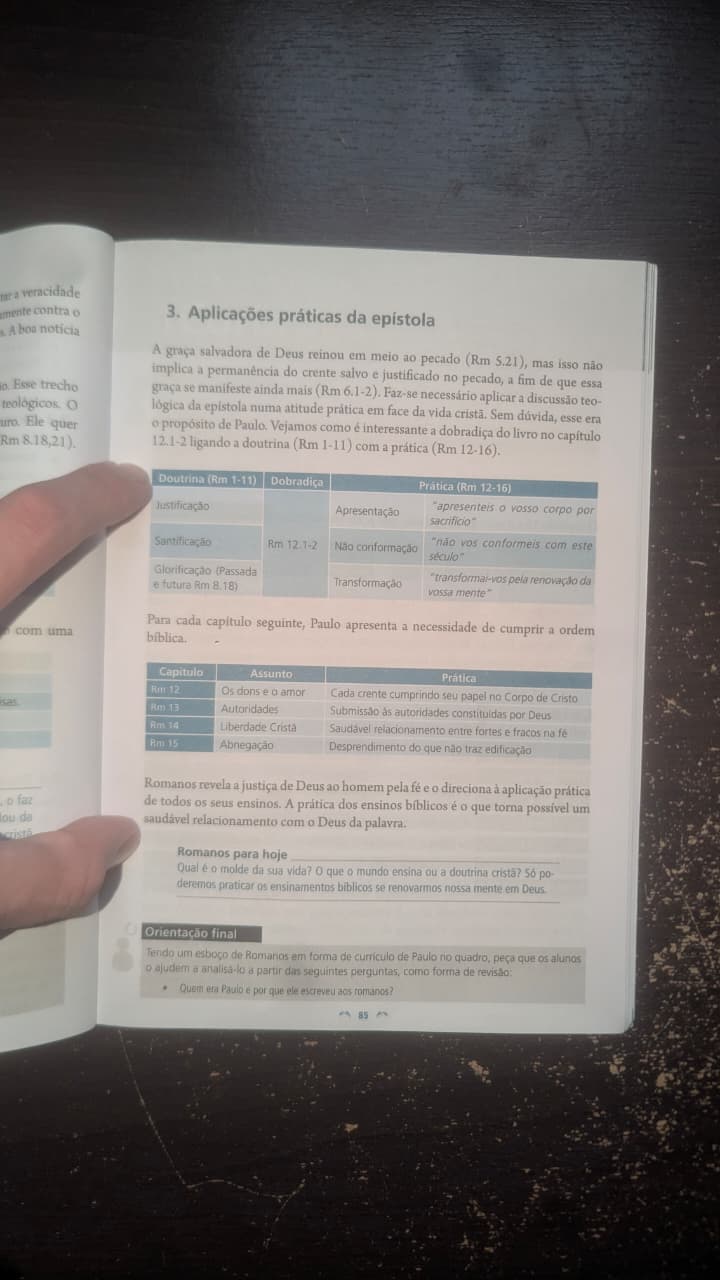 tar a veracidade
amente contra o
s. A boa notícia
io. Esse trecho
teológicos. O
uro. Ele quer
Rm 8.18,21).
com uma
isas.
, o faz
lou da
cristã
3. Aplicações práticas da epístola
A graça salvadora de Deus reinou em meio ao pecado (Rm 5.21), mas isso não
implica a permanência do crente salvo e justificado no pecado, a fim de que essa
graça se manifeste ainda mais (Rm 6.1-2). Faz-se necessário aplicar a discussão teo-
lógica da epístola numa atitude prática em face da vida cristã. Sem dúvida, esse era
o propósito de Paulo. Vejamos como é interessante a dobradiça do livro no capítulo
12.1-2 ligando a doutrina (Rm 1-11) com a prática (Rm 12-16).
Doutrina (Rm 1-11) Dobradiça Prática (Rm 12-16)
Justificação Apresentação "apresenteis o vosso corpo por
sacrifício"
Santificação Rm 12.1-2 Não conformação "não vos conformeis com este
século"
Glorificação (Passada
e futura Rm 8.18) Transformação "transformai-vos pela renovação da
vossa mente"
Para cada capítulo seguinte, Paulo apresenta a necessidade de cumprir a ordem
bíblica.
Capítulo Assunto Prática
Rm 12 Os dons e o amor Cada crente cumprindo seu papel no Corpo de Cristo
Rm 13 Autoridades Submissão às autoridades constituídas por Deus
Rm 14 Liberdade Cristã Saudável relacionamento entre fortes e fracos na fé
Rm 15 Abnegação Desprendimento do que não traz edificação
Romanos revela a justiça de Deus ao homem pela fé e o direciona à aplicação prática
de todos os seus ensinos. A prática dos ensinos bíblicos é o que torna possível um
saudável relacionamento com o Deus da palavra.
Romanos para hoje
Qual é o molde da sua vida? O que o mundo ensina ou a doutrina cristã? Só po-
deremos praticar os ensinamentos bíblicos se renovarmos nossa mente em Deus.
Orientação final
Tendo um esboço de Romanos em forma de currículo de Paulo no quadro, peça que os alunos
o ajudem a analisá-lo a partir das seguintes perguntas, como forma de revisão:
• Quem era Paulo e por que ele escreveu aos romanos?
85